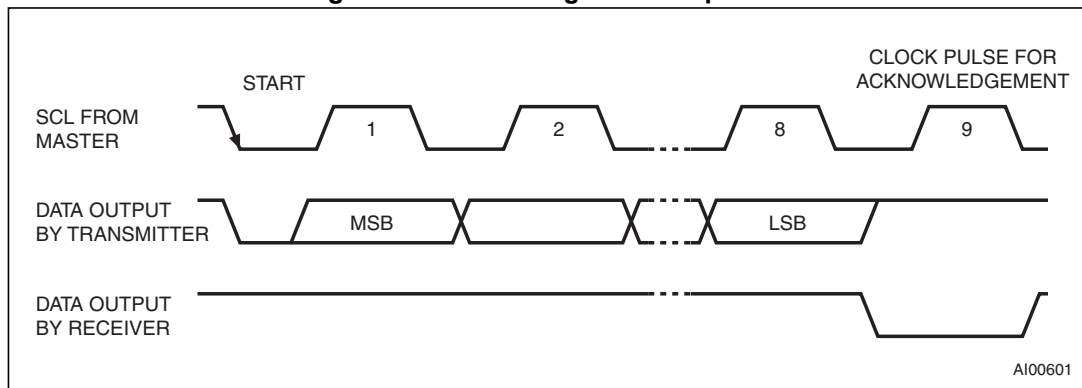 START
CLOCK PULSE FOR
ACKNOWLEDGEMENT
SCL FROM
MASTER
1
2
8
9
DATA OUTPUT
BY TRANSMITTER
MSB
LSB
DATA OUTPUT
BY RECEIVER
AI00601